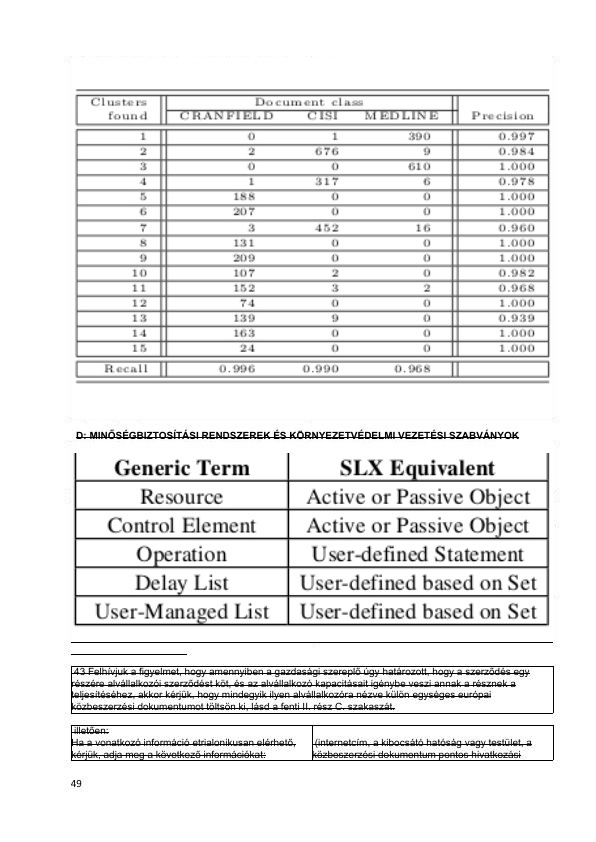 Clusters Document class
found CRANFIELD CISI MEDLINE Precision
1 0 1 390 0.997
2 2 676 9 0.984
3 0 0 610 1.000
4 1 317 6 0.978
5 188 0 0 1.000
6 207 0 0 1.000
7 3 452 16 0.960
8 131 0 0 1.000
9 209 0 0 1.000
10 107 2 0 0.982
11 152 3 2 0.968
12 74 0 0 1.000
13 139 9 0 0.939
14 163 0 0 1.000
15 24 0 0 1.000
Recall 0.996 0.990 0.968
D: MINŐSÉGBIZTOSÍTÁSI RENDSZEREK ÉS KÖRNYEZETVÉDELMI VEZETÉSI SZABVÁNYOK
Generic Term SLX Equivalent
Resource Active or Passive Object
Control Element Active or Passive Object
Operation User-defined Statement
Delay List User-defined based on Set
User-Managed List User-defined based on Set
43 Felhívjuk a figyelmet, hogy amennyiben a gazdasági szereplő úgy határozott, hogy a szerződés egy
részére alvállalkozói szerződést köt, és az alvállalkozó kapacitásait igénybe veszi annak a résznek a
teljesítéséhez, akkor kérjük, hogy mindegyik ilyen alvállalkozóra nézve külön egységes európai
közbeszerzési dokumentumot töltsön ki, lásd a fenti II. rész C. szakaszát.
illetően:
Ha a vonatkozó információ etrialonikusan elérhető, (internetcím, a kibocsátó hatóság vagy testület, a
kérjük, adja meg a következő információkat: közbeszerzési dokumentum pontos hivatkozási
49